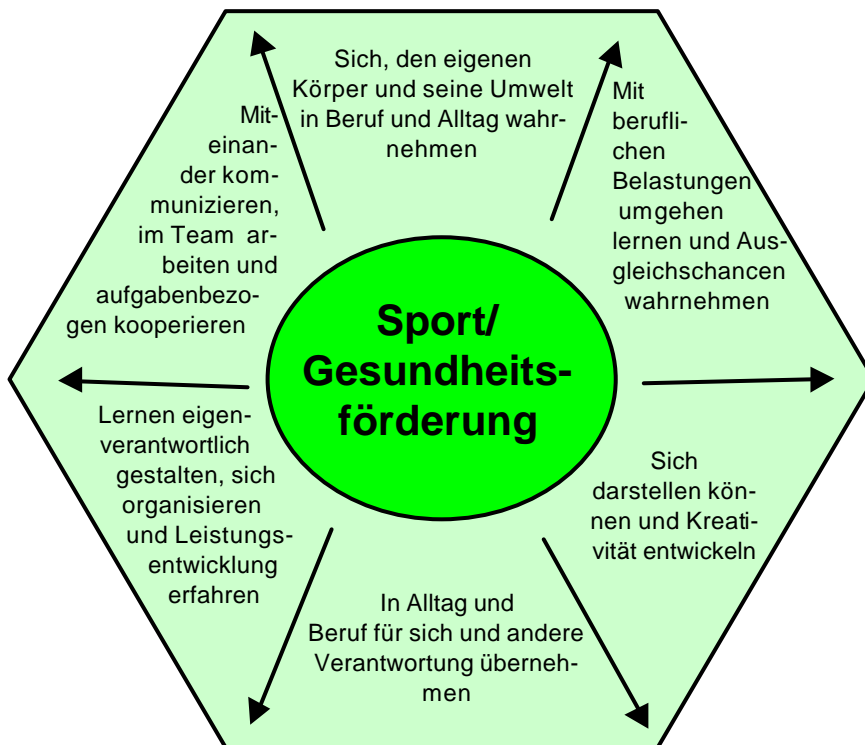 Sich, den eigenen
Körper und seine Umwelt
in Beruf und Alltag wahr-
nehmen
Mit
berufli-
chen
Belastungen
umgehen
lernen und Aus-
gleichschancen
wahrnehmen
Sich
darstellen kön-
nen und Kreati-
vität entwickeln
In Alltag und
Beruf für sich und andere
Verantwortung überneh-
men
Lernen eigen-
verantwortlich
gestalten, sich
organisieren
und Leistungs-
entwicklung
erfahren
Mit-
einan-
der kom-
munizieren,
im Team ar-
beiten und
aufgabenbezo-
gen kooperieren
Sport/
Gesundheits-
förderung